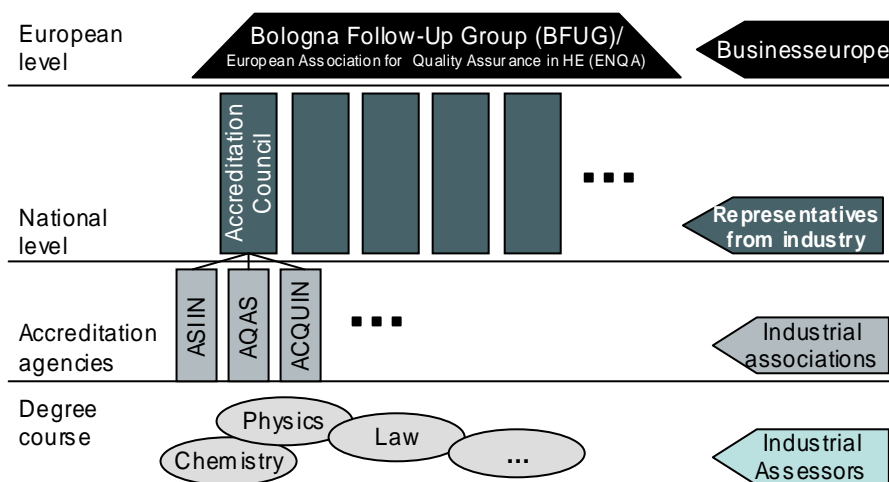 European
level
Bologna Follow-Up Group (BFUG)/
European Association for Quality Assurance in HE (ENQA)
Businesseurope
Accreditation
Council
...
National
level
Representatives
from industry
Accreditation
agencies
ASIIN
AQAS
ACQUIN
...
Industrial
associations
Degree
course
Physics
Chemistry
Law
...
Industrial
Assessors